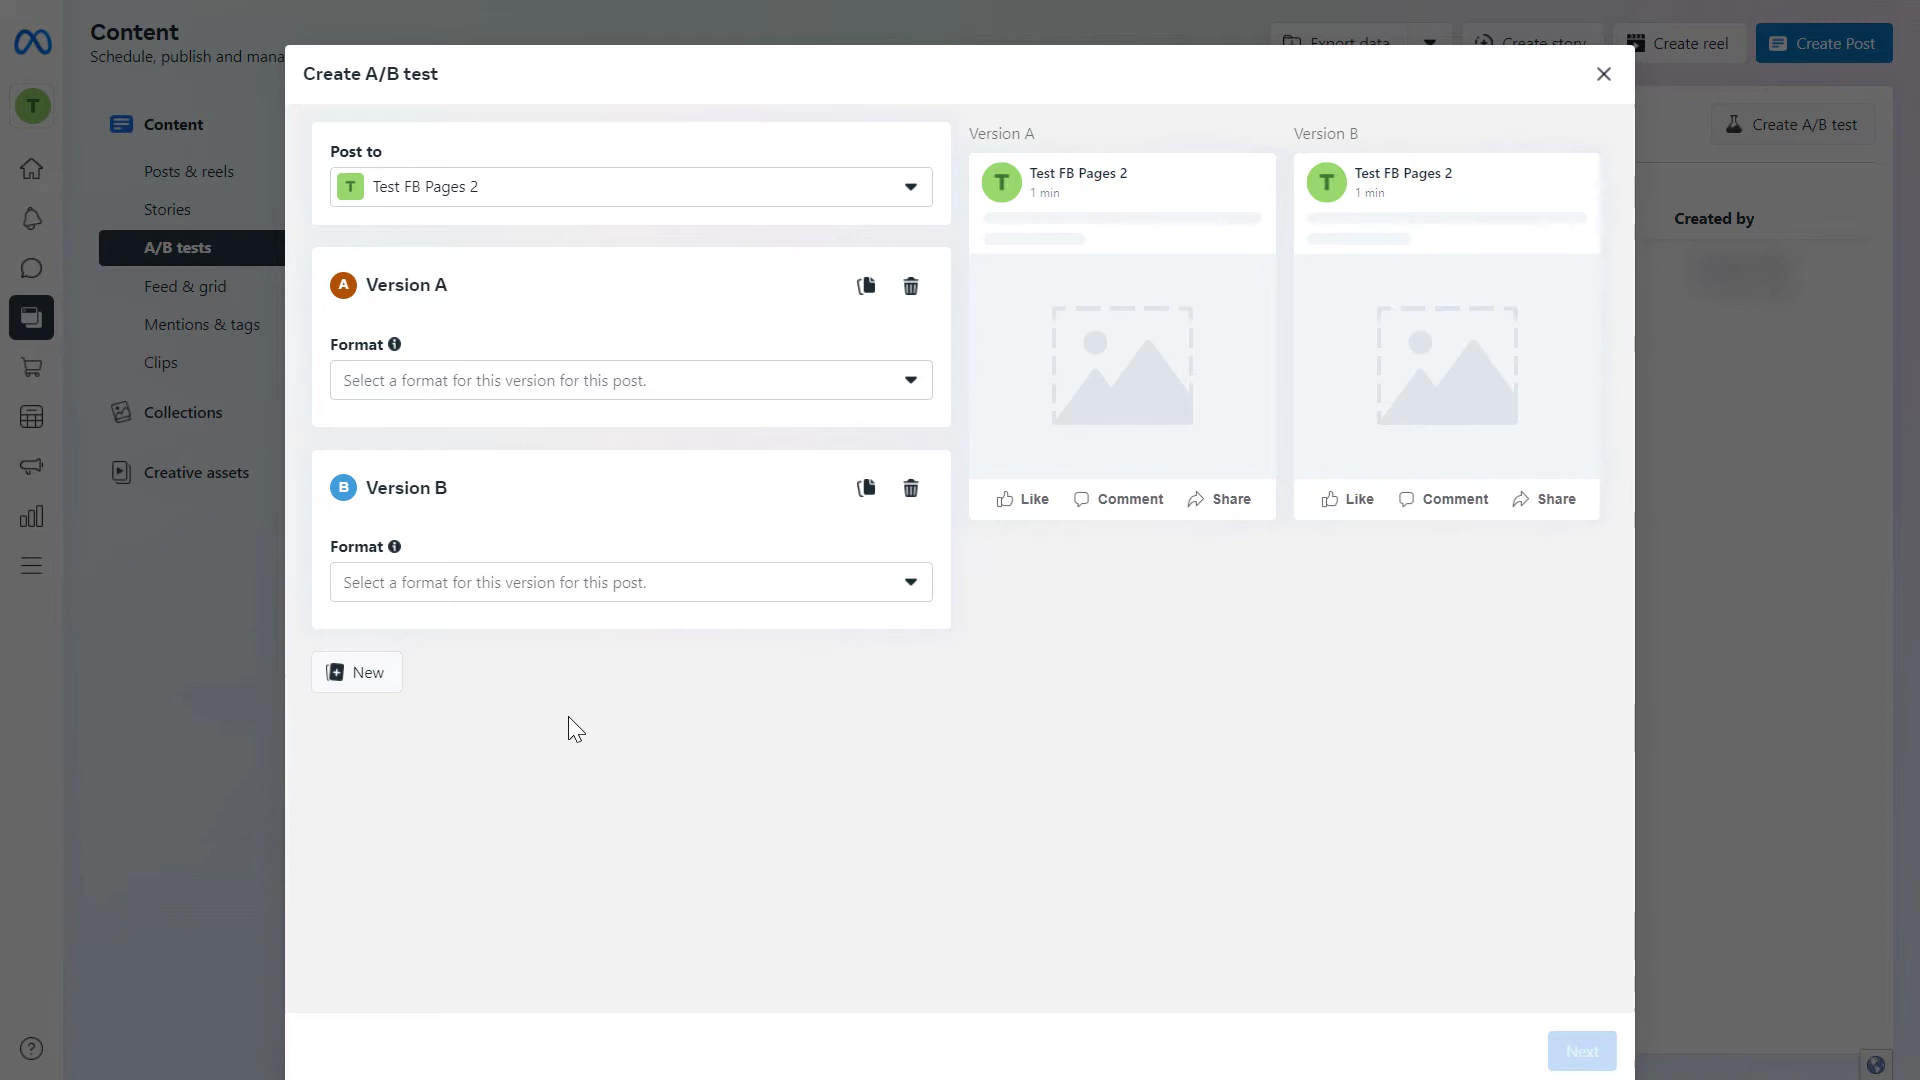 Content
Schedule, publish and mana
Export data
Create story
Create reel
Create Post
Create A/B test
T
Content
Posts & reels
Stories
A/B tests
Feed & grid
Mentions & tags
Clips
Collections
Creative assets
Post to
T Test FB Pages 2
A Version A
Format
Select a format for this version for this post.
B Version B
Format
Select a format for this version for this post.
New
Version A
T Test FB Pages 2
1 min
Like Comment Share
Version B
T Test FB Pages 2
1 min
Like Comment Share
Create A/B test
Created by
Next